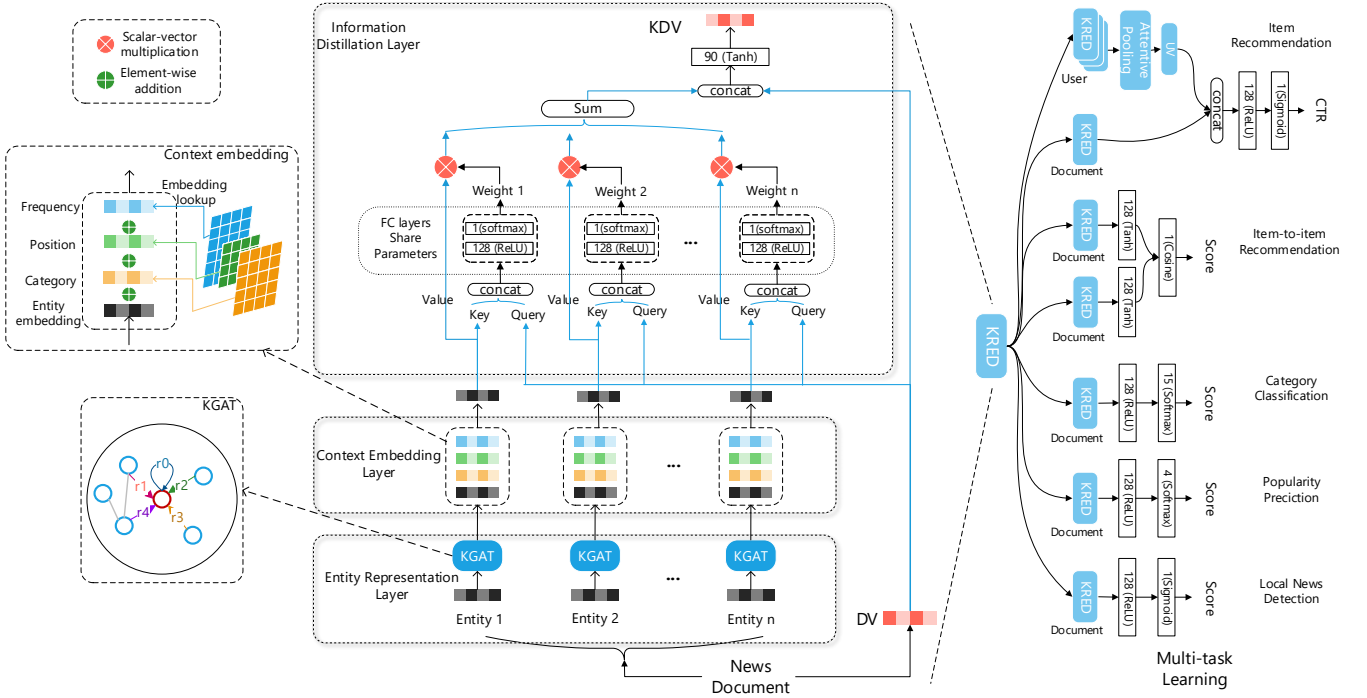 Scalar-vector
multiplication
Element-wise
addition
Context embedding
Embedding
lookup
Frequency
Position
Category
Entity
embedding
KGAT
r0
r1
r2
r3
r4
Information
Distillation Layer
KDV
90 (Tanh)
concat
Sum
Weight 1
Weight 2
Weight n
FC layers
Share
Parameters
1(softmax)
128 (ReLU)
1(softmax)
128 (ReLU)
...
1(softmax)
128 (ReLU)
concat
concat
concat
Value
Key
Query
Value
Key
Query
Value
Key
Query
Context Embedding
Layer
...
Entity Representation
Layer
KGAT
KGAT
KGAT
...
Entity 1
Entity 2
Entity n
DV
News
Document
KRED
KRED
User
Attentive
Pooling
UV
concat
128 (ReLU)
1(Sigmoid)
CTR
Item
Recommendation
KRED
Document
KRED
Document
128 (Tanh)
KRED
Document
128 (Tanh)
1(Cosine)
Score
Item-to-item
Recommendation
KRED
Document
128 (ReLU)
15 (Softmax)
Score
Category
Classification
KRED
Document
128 (ReLU)
4 (Softmax)
Score
Popularity
Preciction
KRED
Document
128 (ReLU)
1(Sigmoid)
Score
Local News
Detection
Multi-task
Learning